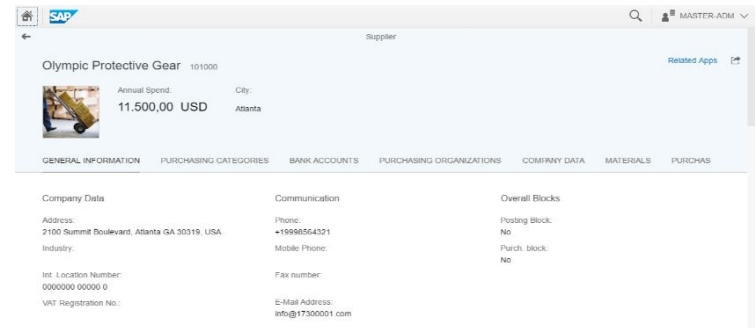 SAP
MASTER-ADM
Supplier
Olympic Protective Gear 101000
Related Apps
Annual Spend:
City:
11.500,00 USD
Atlanta
GENERAL INFORMATION
PURCHASING CATEGORIES
BANK ACCOUNTS
PURCHASING ORGANIZATIONS
COMPANY DATA
MATERIALS
PURCHAS
Company Data
Address:
2100 Summit Boulevard, Atlanta GA 30319, USA
Industry:
Int. Location Number:
0000000 00000 0
VAT Registration No.:
Communication
Phone:
+19998564321
Mobile Phone:
Fax number:
E-Mail Address:
info@17300001.com
Overall Blocks
Posting Block:
No
Purch. block:
No